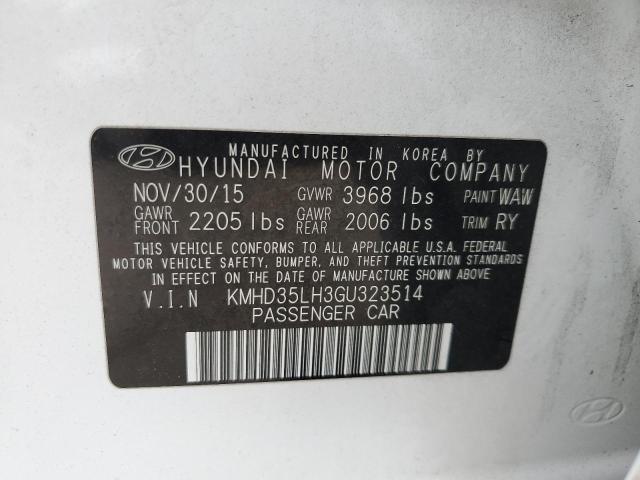 MANUFACTURED IN KOREA BY
HYUNDAI MOTOR COMPANY
NOV/30/15 GVWR 3968 lbs PAINT WAW
GAWR FRONT 2205 lbs GAWR REAR 2006 lbs TRIM RY
THIS VEHICLE CONFORMS TO ALL APPLICABLE U.S.A. FEDERAL
MOTOR VEHICLE SAFETY, BUMPER, AND THEFT PREVENTION STANDARDS
IN EFFECT ON THE DATE OF MANUFACTURE SHOWN ABOVE.
V.I.N KMHD35LH3GU323514
PASSENGER CAR